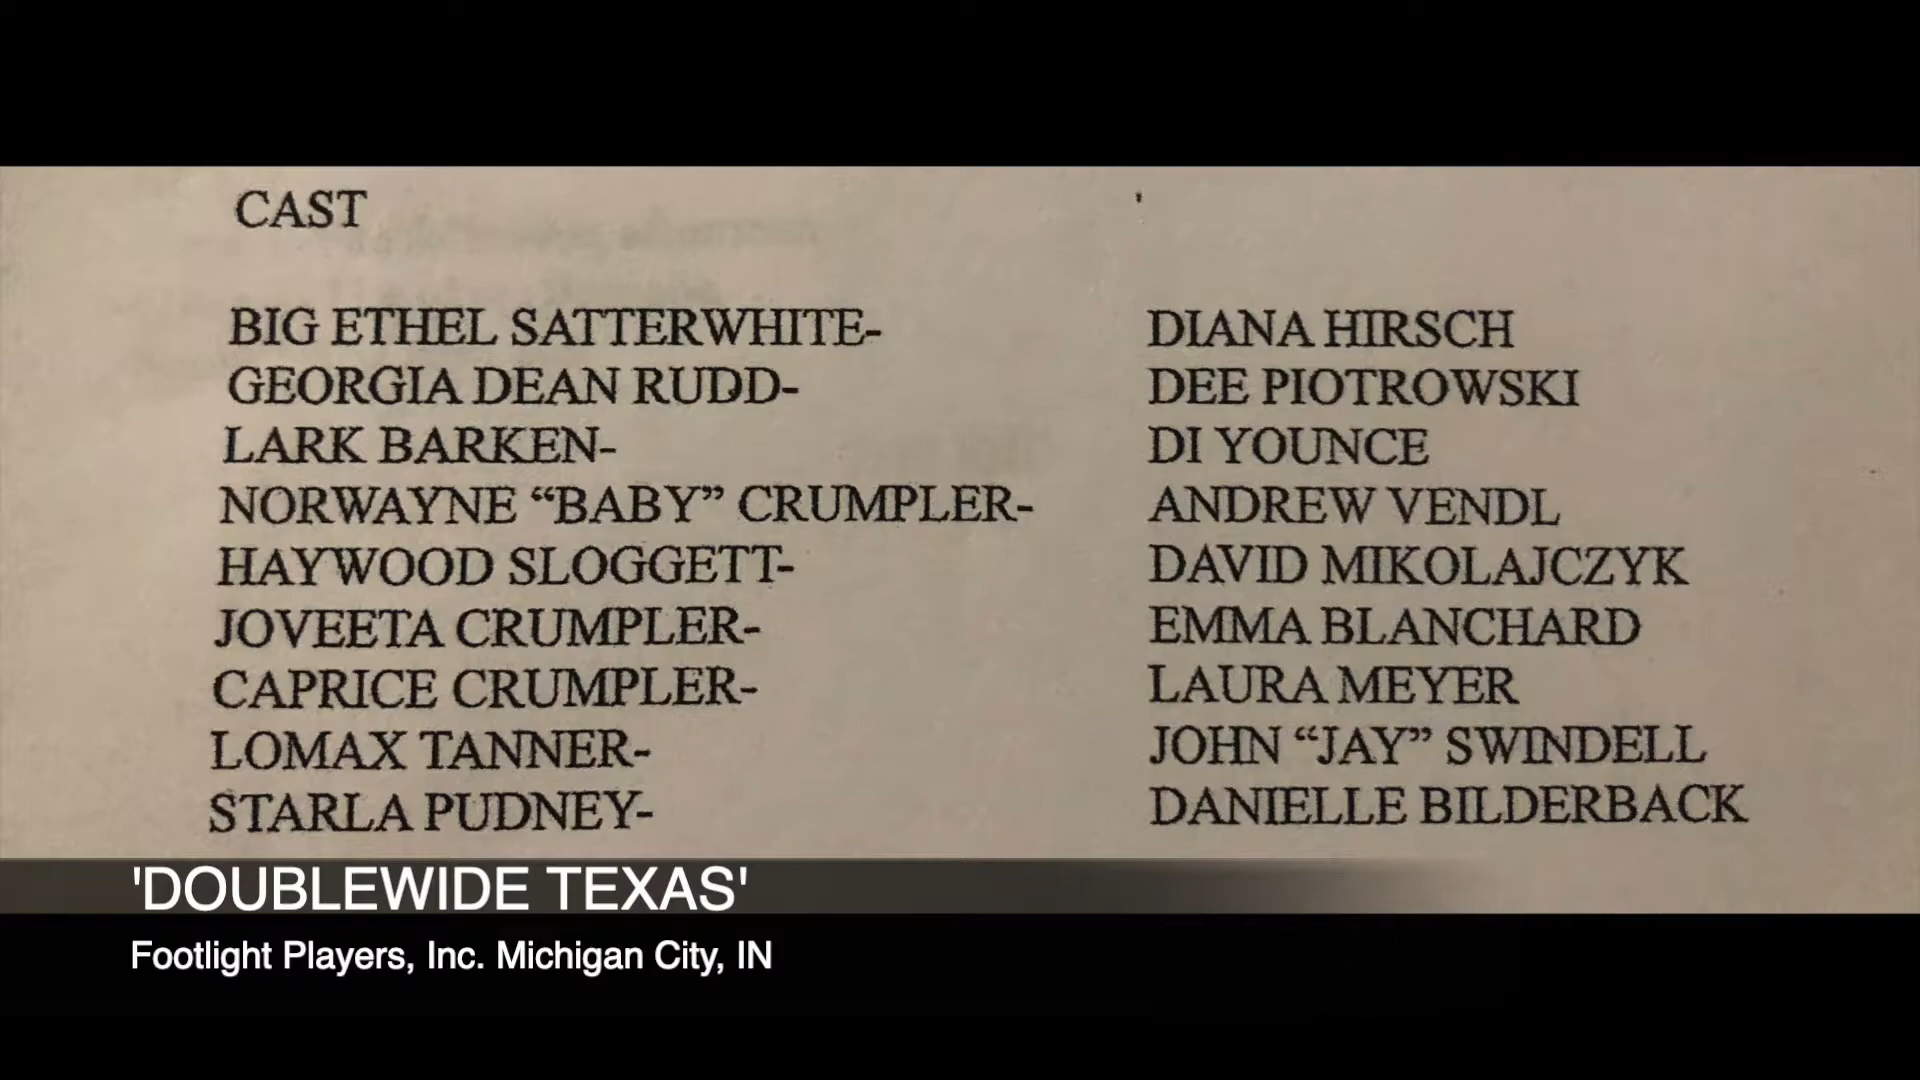 CAST
BIG ETHEL SATTERWHITE- DIANA HIRSCH
GEORGIA DEAN RUDD- DEE PIOTROWSKI
LARK BARKEN- DI YOUNCE
NORWAYNE “BABY” CRUMPLER- ANDREW VENDL
HAYWOOD SLOGGETT- DAVID MIKOLAJCZYK
JOVEETA CRUMPLER- EMMA BLANCHARD
CAPRICE CRUMPLER- LAURA MEYER
LOMAX TANNER- JOHN “JAY” SWINDELL
STARLA PUDNEY- DANIELLE BILDERBACK
'DOUBLEWIDE TEXAS'
Footlight Players, Inc. Michigan City, IN